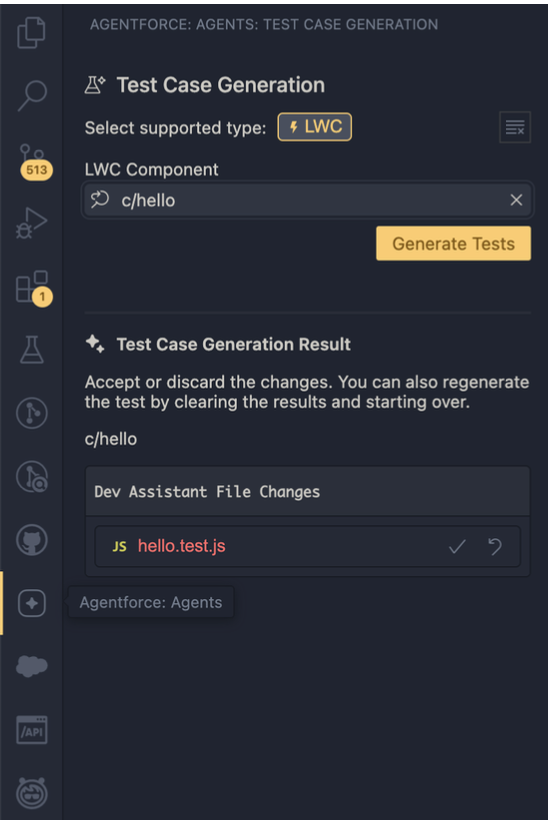 AGENTFORCE: AGENTS: TEST CASE GENERATION
Test Case Generation
Select supported type: LWC
LWC Component
513
c/hello
Generate Tests
1
Test Case Generation Result
Accept or discard the changes. You can also regenerate
the test by clearing the results and starting over.
c/hello
Dev Assistant File Changes
JS hello.test.js
Agentforce: Agents
/API